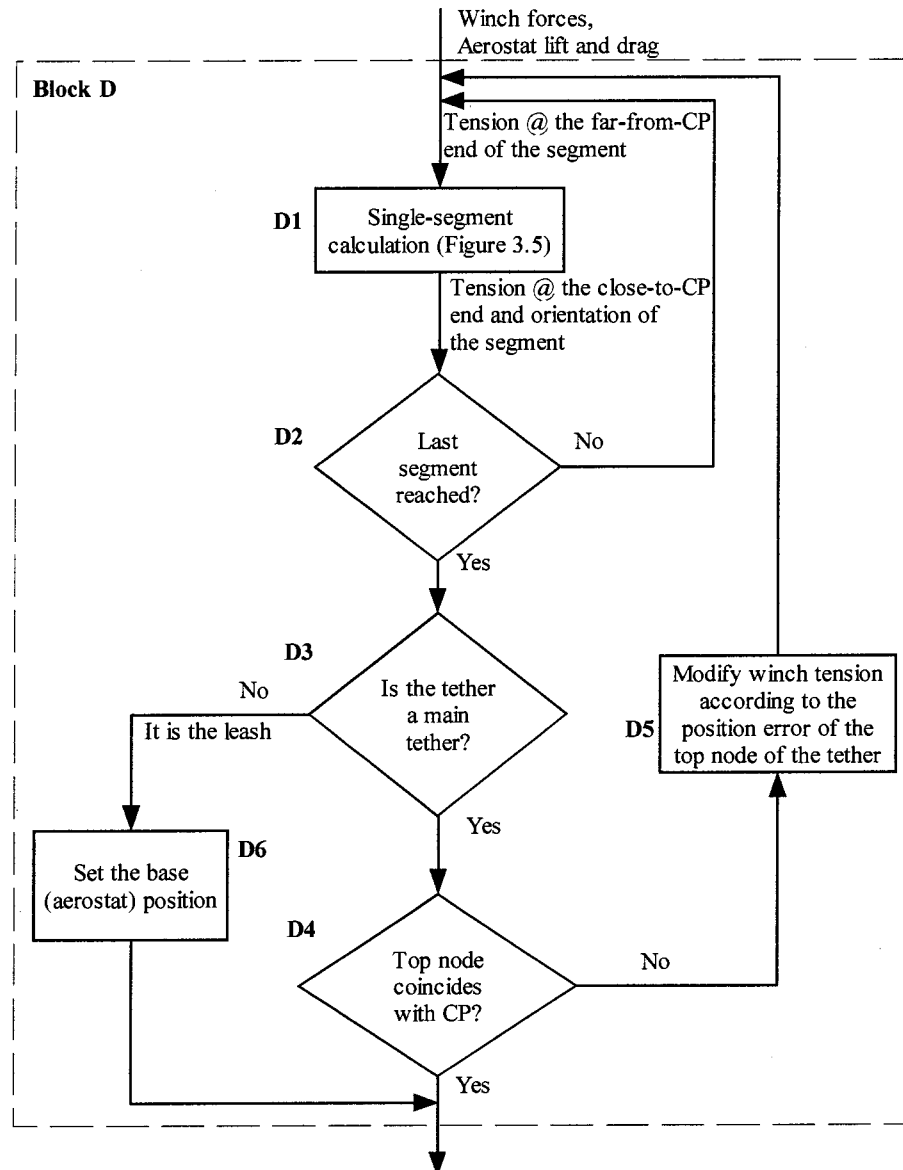 Winch forces,
Aerostat lift and drag
Block D
Tension @ the far-from-CP
end of the segment
D1
Single-segment
calculation (Figure 3.5)
Tension @ the close-to-CP
end and orientation of
the segment
D2
Last
segment
reached?
No
Yes
D3
Is the tether
a main
tether?
No
It is the leash
Yes
D5
Modify winch tension
according to the
position error of the
top node of the tether
D6
Set the base
(aerostat) position
D4
Top node
coincides
with CP?
No
Yes